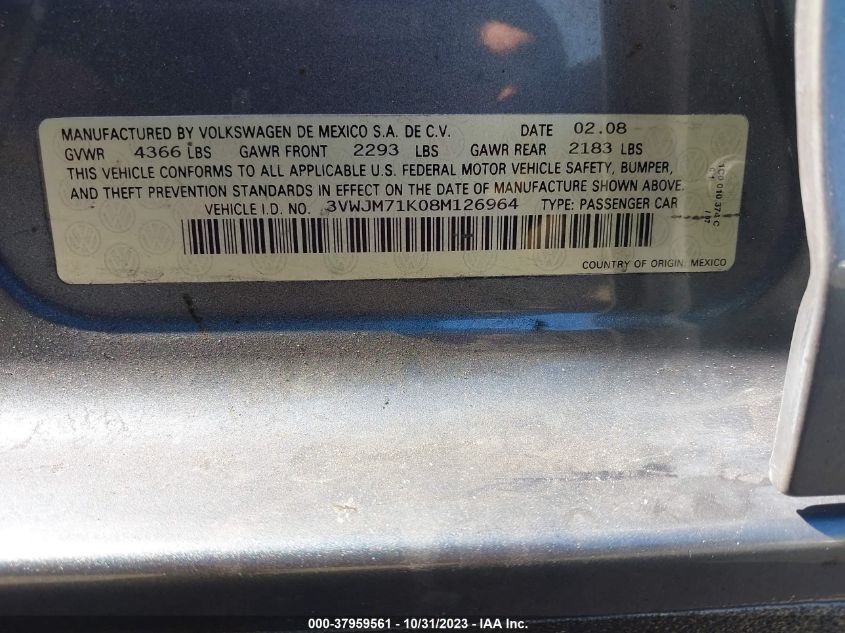 MANUFACTURED BY VOLKSWAGEN DE MEXICO S.A. DE C.V. DATE 02.08
GVWR 4366 LBS GAWR FRONT 2293 LBS GAWR REAR 2183 LBS
THIS VEHICLE CONFORMS TO ALL APPLICABLE U.S. FEDERAL MOTOR VEHICLE SAFETY, BUMPER,
AND THEFT PREVENTION STANDARDS IN EFFECT ON THE DATE OF MANUFACTURE SHOWN ABOVE.
VEHICLE I.D. NO. 3VWJM71K08M126964 TYPE: PASSENGER CAR
COUNTRY OF ORIGIN: MEXICO
1C0 010 374 C
000-37959561 - 10/31/2023 - IAA Inc.